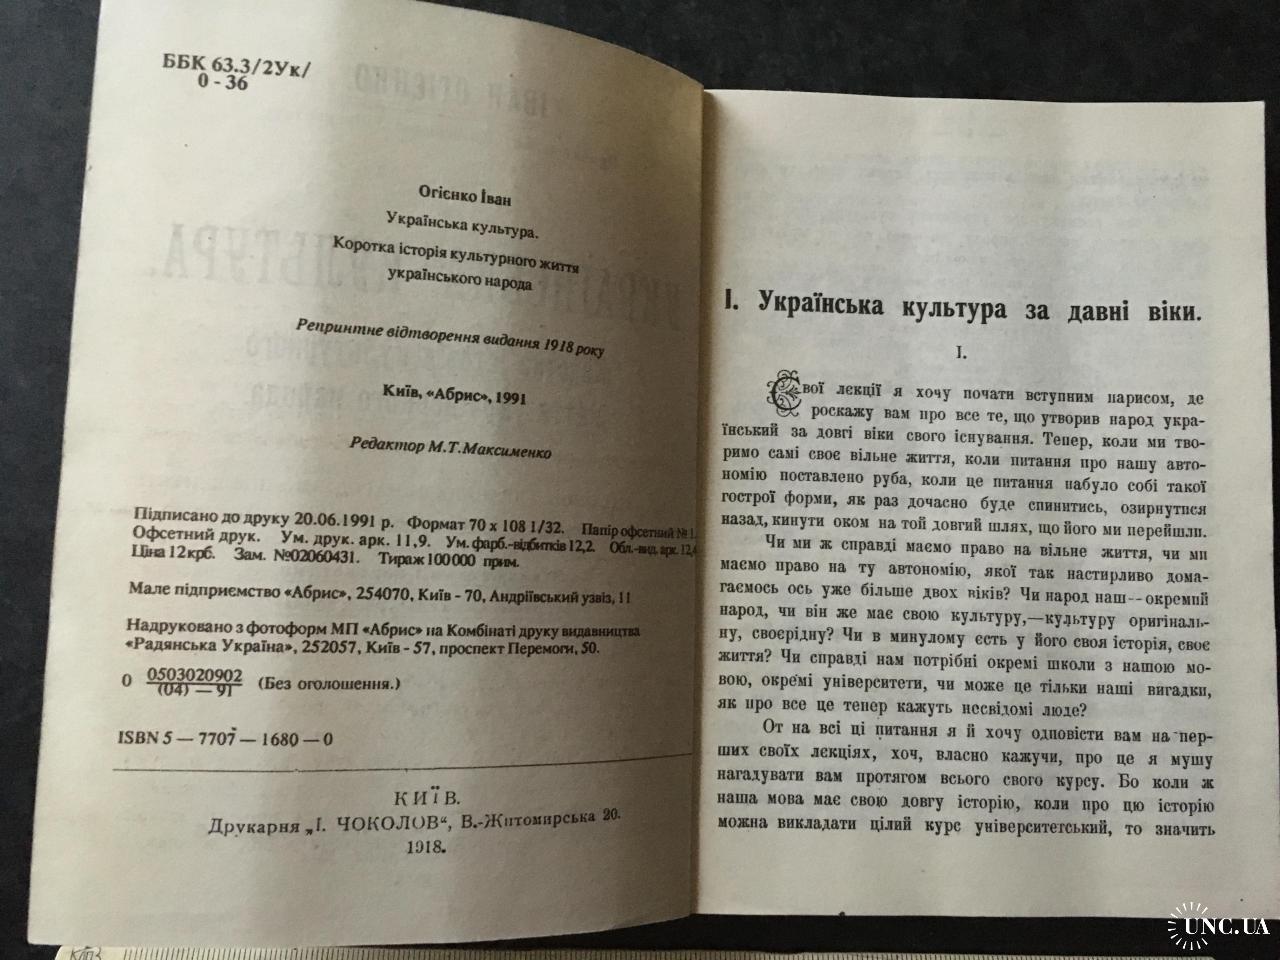 ББК 63.3/2Ук/
0 - 36
Огієнко Іван
Українська культура.
Коротка історія культурного життя
українського народа
Репринтне відтворення видання 1918 року
Київ, «Абрис», 1991
Редактор М.Т.Максименко
Підписано до друку 20.06.1991 р. Формат 70 х 108 1/32. Папір офсетний № 1.
Офсетний друк. Ум. друк. арк. 11,9. Ум. фарб.-відбитків 12,2. Обл.-вид. арк. 12,4
Ціна 12 крб. Зам. №02060431. Тираж 100 000 прим.
Мале підприємство «Абрис», 254070, Київ - 70, Андріївський узвіз, 11
Надруковано з фотоформ МП «Абрис» на Комбінаті друку видавництва
«Радянська Україна», 252057, Київ - 57, проспект Перемоги, 50.
О 0503020902
(04) — 91 (Без оголошення.)
ISBN 5 — 7707 — 1680 — 0
КИЇВ.
Друкарня „І. ЧОКОЛОВ“, В.-Житомирська 20.
1918.
І. Українська культура за давні віки.
І.
Свої лекції я хочу почати вступним нарисом, де
роскажу вам про все те, що утворив народ укра-
їнський за довгі віки свого існування. Тепер, коли ми тво-
римо самі своє вільне життя, коли питання про нашу авто-
номію поставлено руба, коли це питання набуло собі такої
гострої форми, як раз дочасно буде спинитись, озирнутися
назад, кинути оком на той довгий шлях, що його ми перейшли.
Чи ми ж справді маємо право на вільне життя, чи ми
маємо право на ту автономію, якої так настирливо дома-
гаємось ось уже більше двох віків? Чи народ наш—окремий
народ, чи він же має свою культуру,—культуру оригіналь-
ну, своєрідну? Чи в минулому єсть у його своя історія, своє
життя? Чи справді нам потрібні окремі школи з нашою мо-
вою, окремі університети, чи може це тільки наші вигадки,
як про все це тепер кажуть несвідомі люде?
От на всі ці питання я й хочу одповісти вам на пер-
ших своїх лекціях, хоч, власно кажучи, про це я мушу
нагадувати вам протягом всього свого курсу. Бо коли ж
наша мова має свою довгу історію, коли про цю історію
можна викладати цілий курс університетський, то значить
UNC.UA